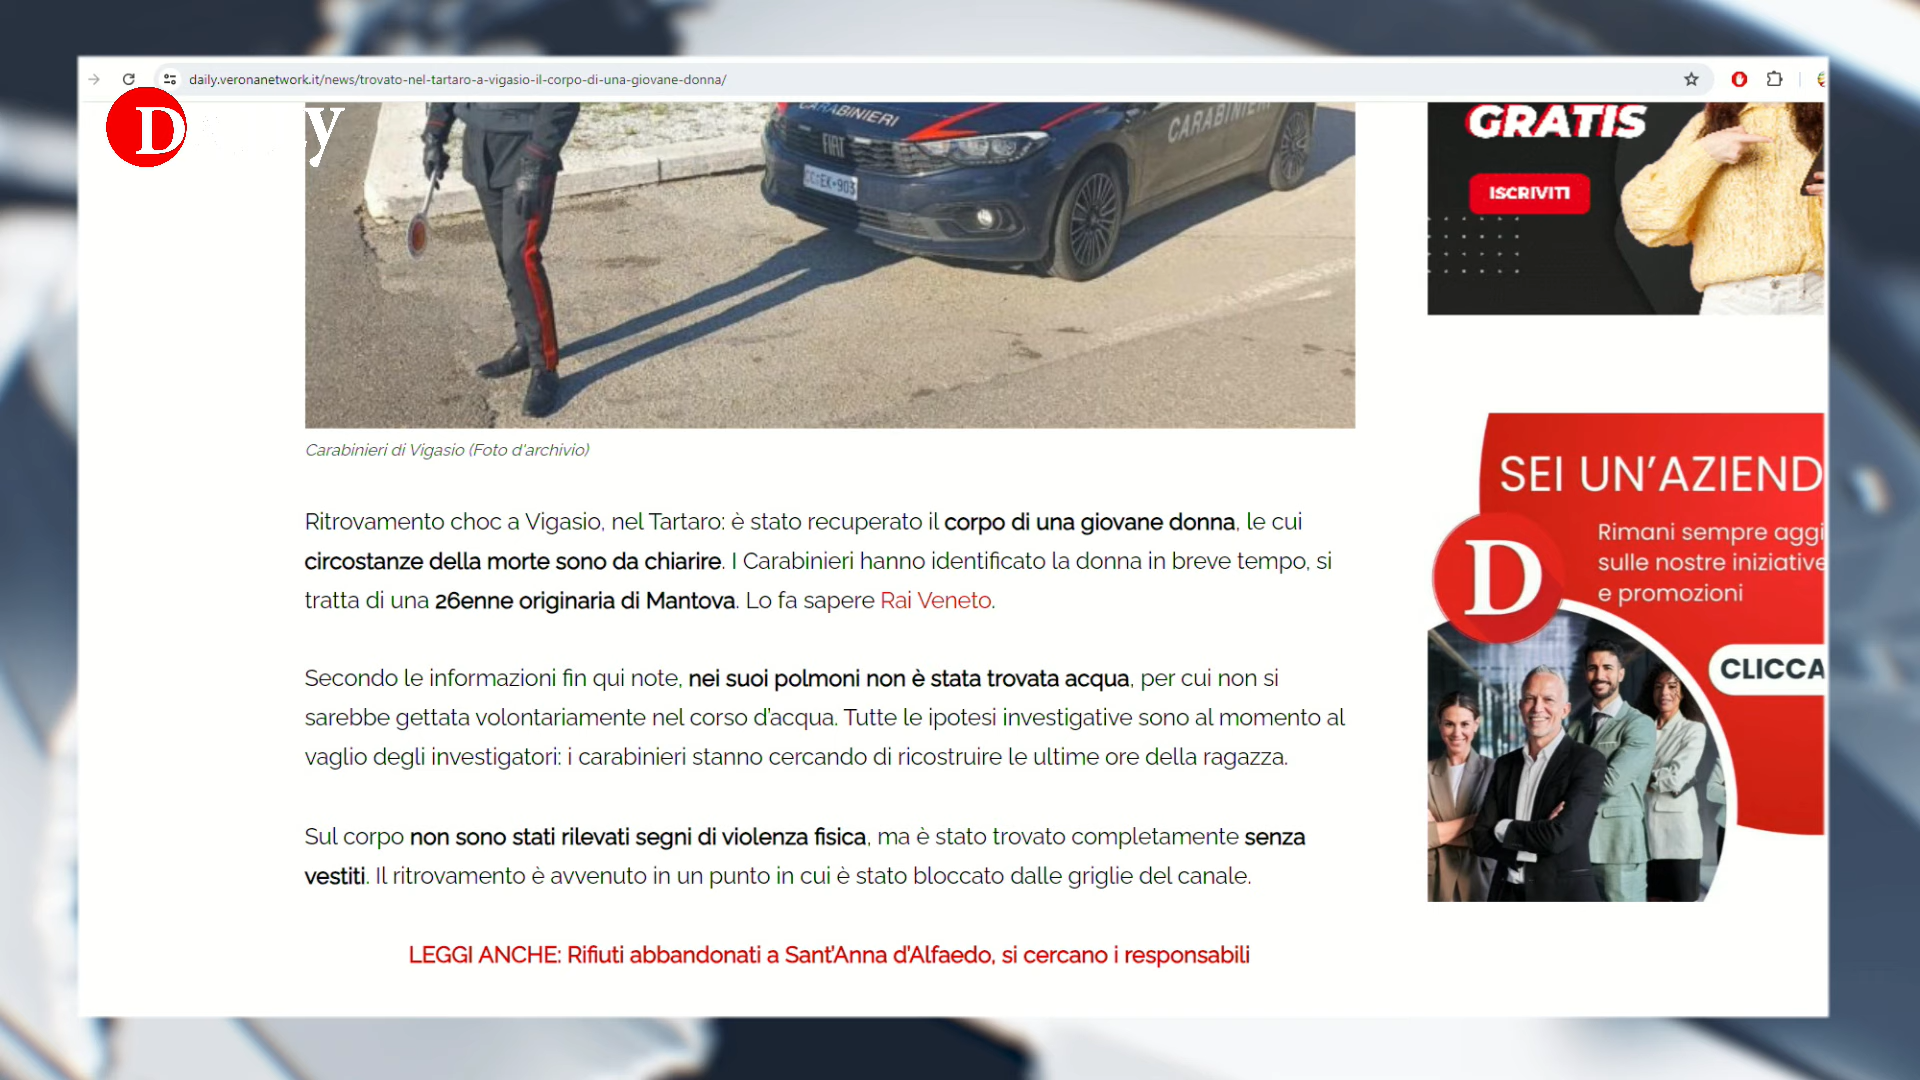 daily.veronanetwork.it/news/trovato-nel-tartaro-a-vigasio-il-corpo-di-una-giovane-donna/
D
y
CARABINIERI
FIAT
CC·EK·903
GRATIS
ISCRIVITI
Carabinieri di Vigasio (Foto d'archivio)
Ritrovamento choc a Vigasio, nel Tartaro: è stato recuperato il corpo di una giovane donna, le cui
circostanze della morte sono da chiarire. I Carabinieri hanno identificato la donna in breve tempo, si
tratta di una 26enne originaria di Mantova. Lo fa sapere Rai Veneto.
Secondo le informazioni fin qui note, nei suoi polmoni non è stata trovata acqua, per cui non si
sarebbe gettata volontariamente nel corso d'acqua. Tutte le ipotesi investigative sono al momento al
vaglio degli investigatori: i carabinieri stanno cercando di ricostruire le ultime ore della ragazza.
Sul corpo non sono stati rilevati segni di violenza fisica, ma è stato trovato completamente senza
vestiti. Il ritrovamento è avvenuto in un punto in cui è stato bloccato dalle griglie del canale.
LEGGI ANCHE: Rifiuti abbandonati a Sant'Anna d'Alfaedo, si cercano i responsabili
SEI UN'AZIEND
Rimani sempre aggi
sulle nostre iniziative
e promozioni
D
CLICCA